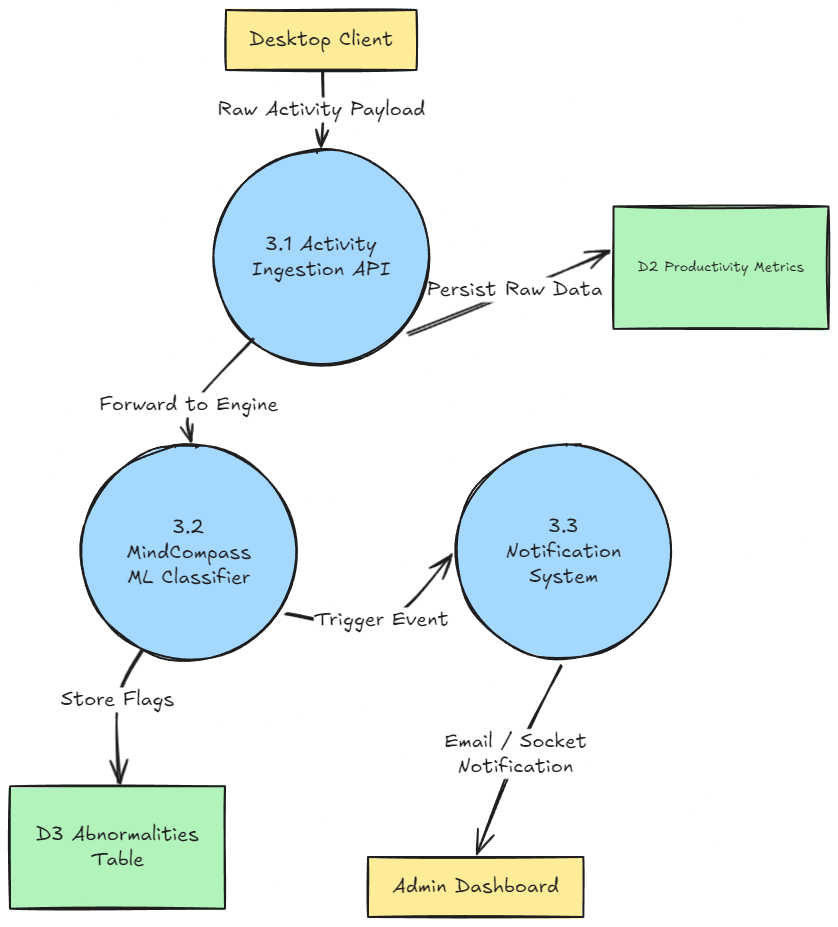 Desktop Client
Raw Activity Payload
3.1 Activity
Ingestion API
D2 Productivity Metrics
Persist Raw Data
Forward to Engine
3.2
MindCompass
ML Classifier
3.3
Notification
System
Trigger Event
Store Flags
Email / Socket
Notification
D3 Abnormalities
Table
Admin Dashboard